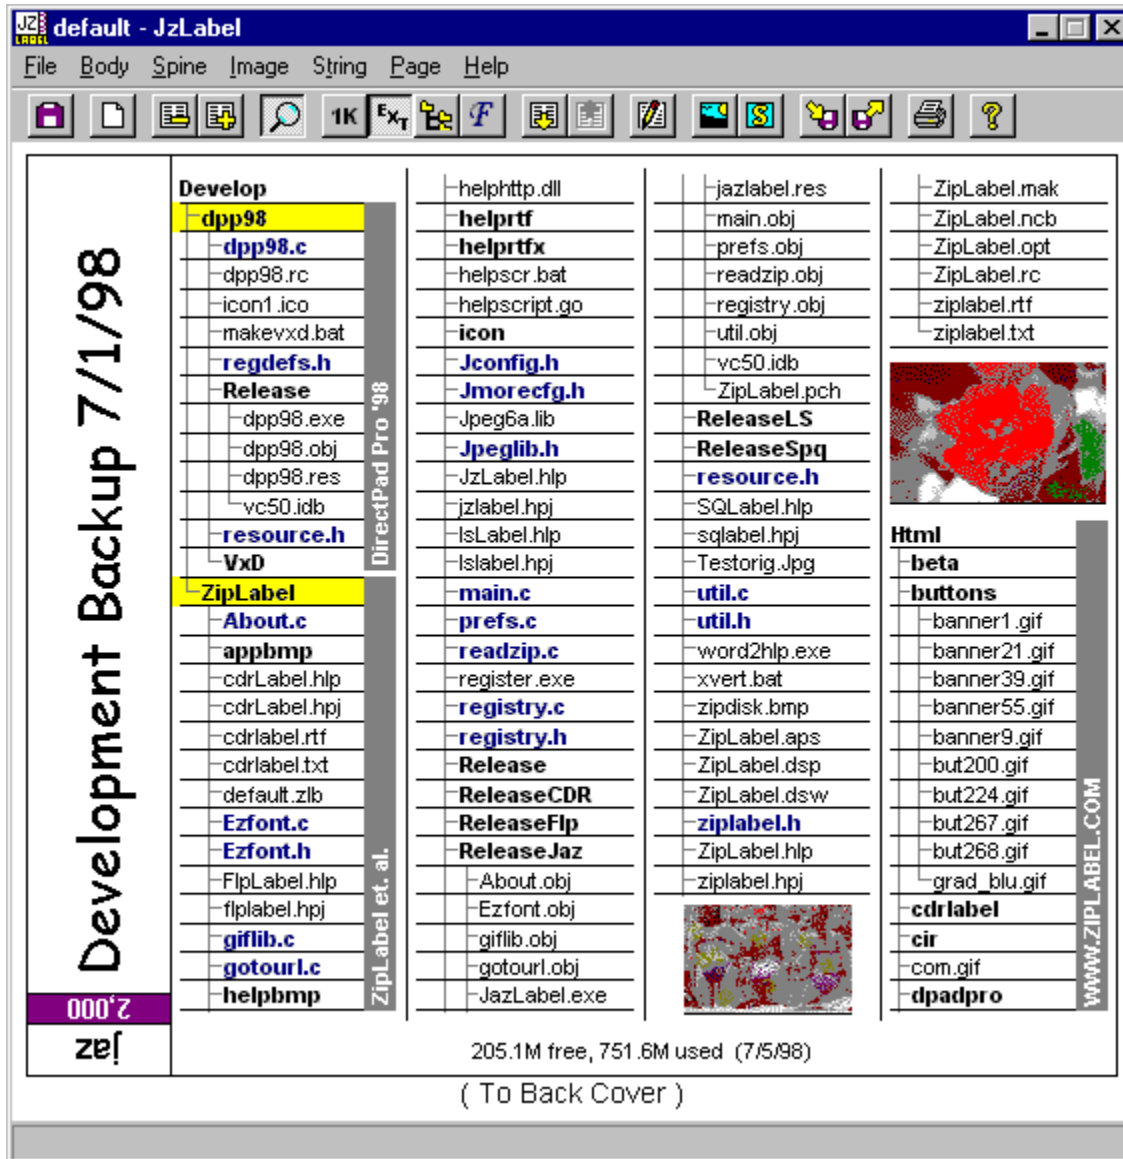 JZ
LABEL
default - JzLabel
File Body Spine Image String Page Help
1K EXT F S ?
Development Backup 7/1/98
2,000
jaz
Develop
dpp98
dpp98.c
dpp98.rc
icon1.ico
makevxd.bat
regdefs.h
Release
dpp98.exe
dpp98.obj
dpp98.res
vc50.idb
resource.h
VxD
DirectPad Pro '98
ZipLabel
About.c
appbmp
cdrLabel.hlp
cdrLabel.hpj
cdrlabel.rtf
cdrlabel.txt
default.zlb
Ezfont.c
Ezfont.h
FlpLabel.hlp
flplabel.hpj
giflib.c
gotourl.c
helpbmp
ZipLabel et. al.
helphttp.dll
helprtf
helprtfx
helpscr.bat
helpscript.go
icon
Jconfig.h
Jmorecfg.h
Jpeg6a.lib
Jpeglib.h
JzLabel.hlp
jzlabel.hpj
lsLabel.hlp
lslabel.hpj
main.c
prefs.c
readzip.c
register.exe
registry.c
registry.h
Release
ReleaseCDR
ReleaseFlp
ReleaseJaz
About.obj
Ezfont.obj
giflib.obj
gotourl.obj
JazLabel.exe
jazlabel.res
main.obj
prefs.obj
readzip.obj
registry.obj
util.obj
vc50.idb
ZipLabel.pch
ReleaseLS
ReleaseSpq
resource.h
SQLabel.hlp
sqlabel.hpj
Testorig.Jpg
util.c
util.h
word2hlp.exe
xvert.bat
zipdisk.bmp
ZipLabel.aps
ZipLabel.dsp
ZipLabel.dsw
ziplabel.h
ZipLabel.hlp
ziplabel.hpj
ZipLabel.mak
ZipLabel.ncb
ZipLabel.opt
ZipLabel.rc
ziplabel.rtf
ziplabel.txt
Html
beta
buttons
banner1.gif
banner21.gif
banner39.gif
banner55.gif
banner9.gif
but200.gif
but224.gif
but267.gif
but268.gif
grad_blu.gif
cdrlabel
cir
com.gif
dpadpro
WWW.ZIPLABEL.COM
205.1M free, 751.6M used (7/5/98)
( To Back Cover )